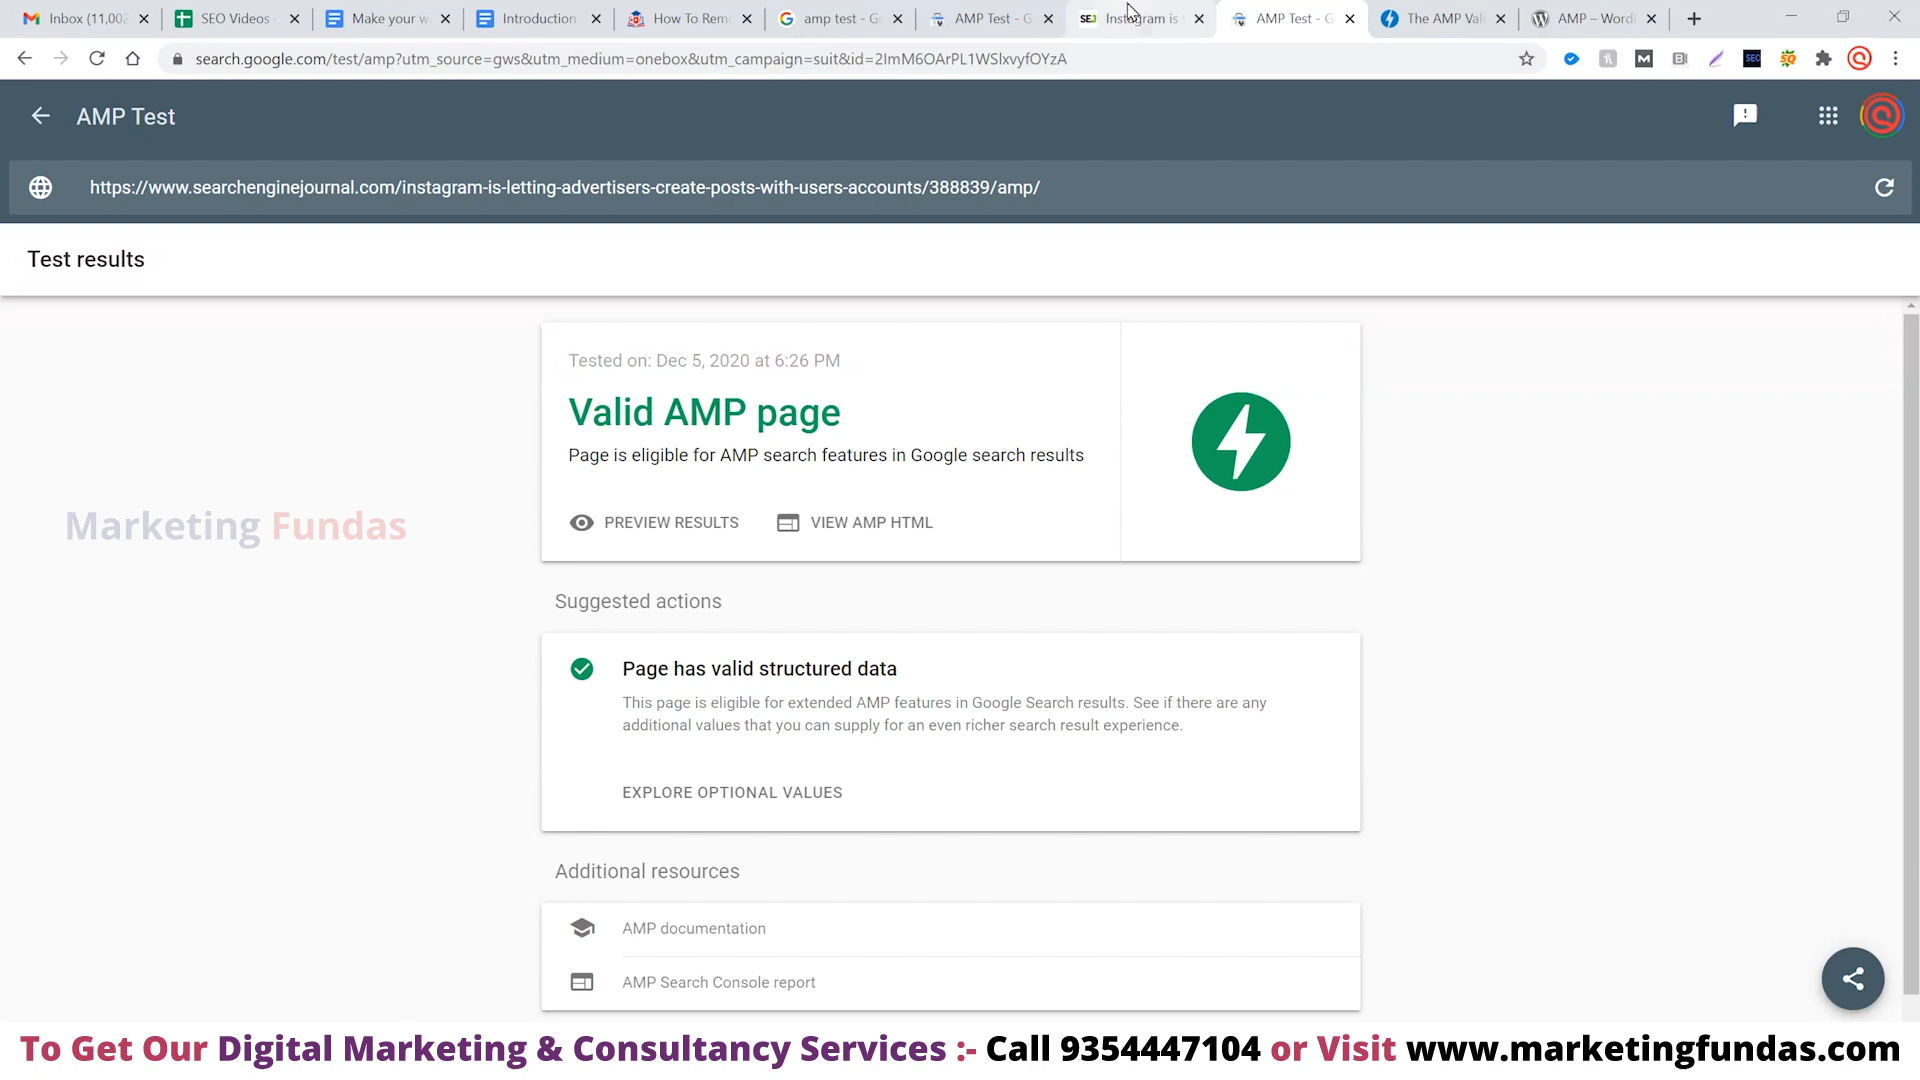 Inbox (11,002
SEO Videos -
Make your w
Introduction
How To Rem
amp test - G
AMP Test - G
SEJ Instagram is
AMP Test - G
The AMP Vali
AMP – Word
search.google.com/test/amp?utm_source=gws&utm_medium=onebox&utm_campaign=suit&id=2ImM6OArPL1WSlxvyfOYzA
AMP Test
https://www.searchenginejournal.com/instagram-is-letting-advertisers-create-posts-with-users-accounts/388839/amp/
Test results
Tested on: Dec 5, 2020 at 6:26 PM
Valid AMP page
Page is eligible for AMP search features in Google search results
PREVIEW RESULTS
VIEW AMP HTML
Marketing Fundas
Suggested actions
Page has valid structured data
This page is eligible for extended AMP features in Google Search results. See if there are any
additional values that you can supply for an even richer search result experience.
EXPLORE OPTIONAL VALUES
Additional resources
AMP documentation
AMP Search Console report
To Get Our Digital Marketing & Consultancy Services :- Call 9354447104 or Visit www.marketingfundas.com